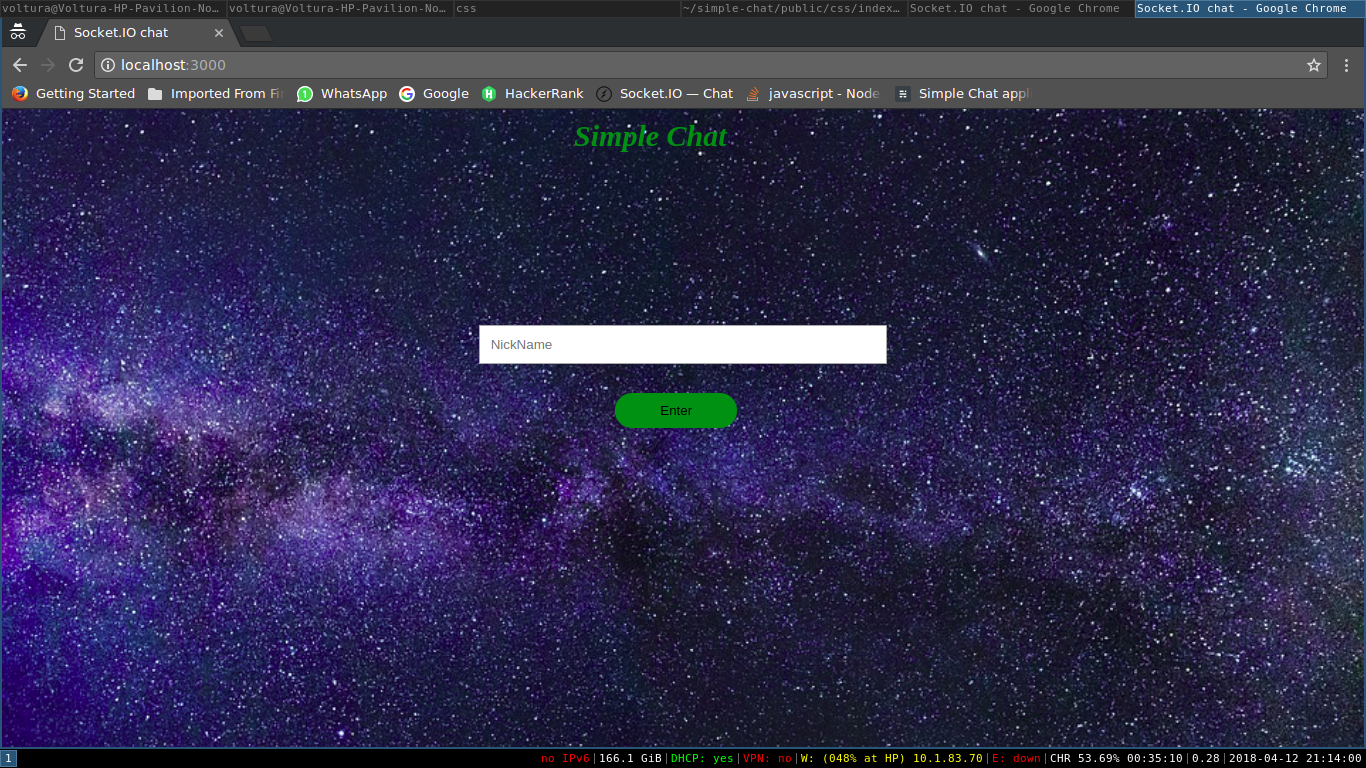 voltura@Voltura-HP-Pavilion-No... voltura@Voltura-HP-Pavilion-No... css ~/simple-chat/public/css/index... Socket.IO chat - Google Chrome Socket.IO chat - Google Chrome
Socket.IO chat
localhost:3000
Getting Started Imported From Fi WhatsApp Google HackerRank Socket.IO — Chat javascript - Node Simple Chat appl
Simple Chat
NickName
Enter
1 no IPv6|166.1 GiB|DHCP: yes|VPN: no|W: (048% at HP) 10.1.83.70|E: down|CHR 53.69% 00:35:10|0.28|2018-04-12 21:14:00